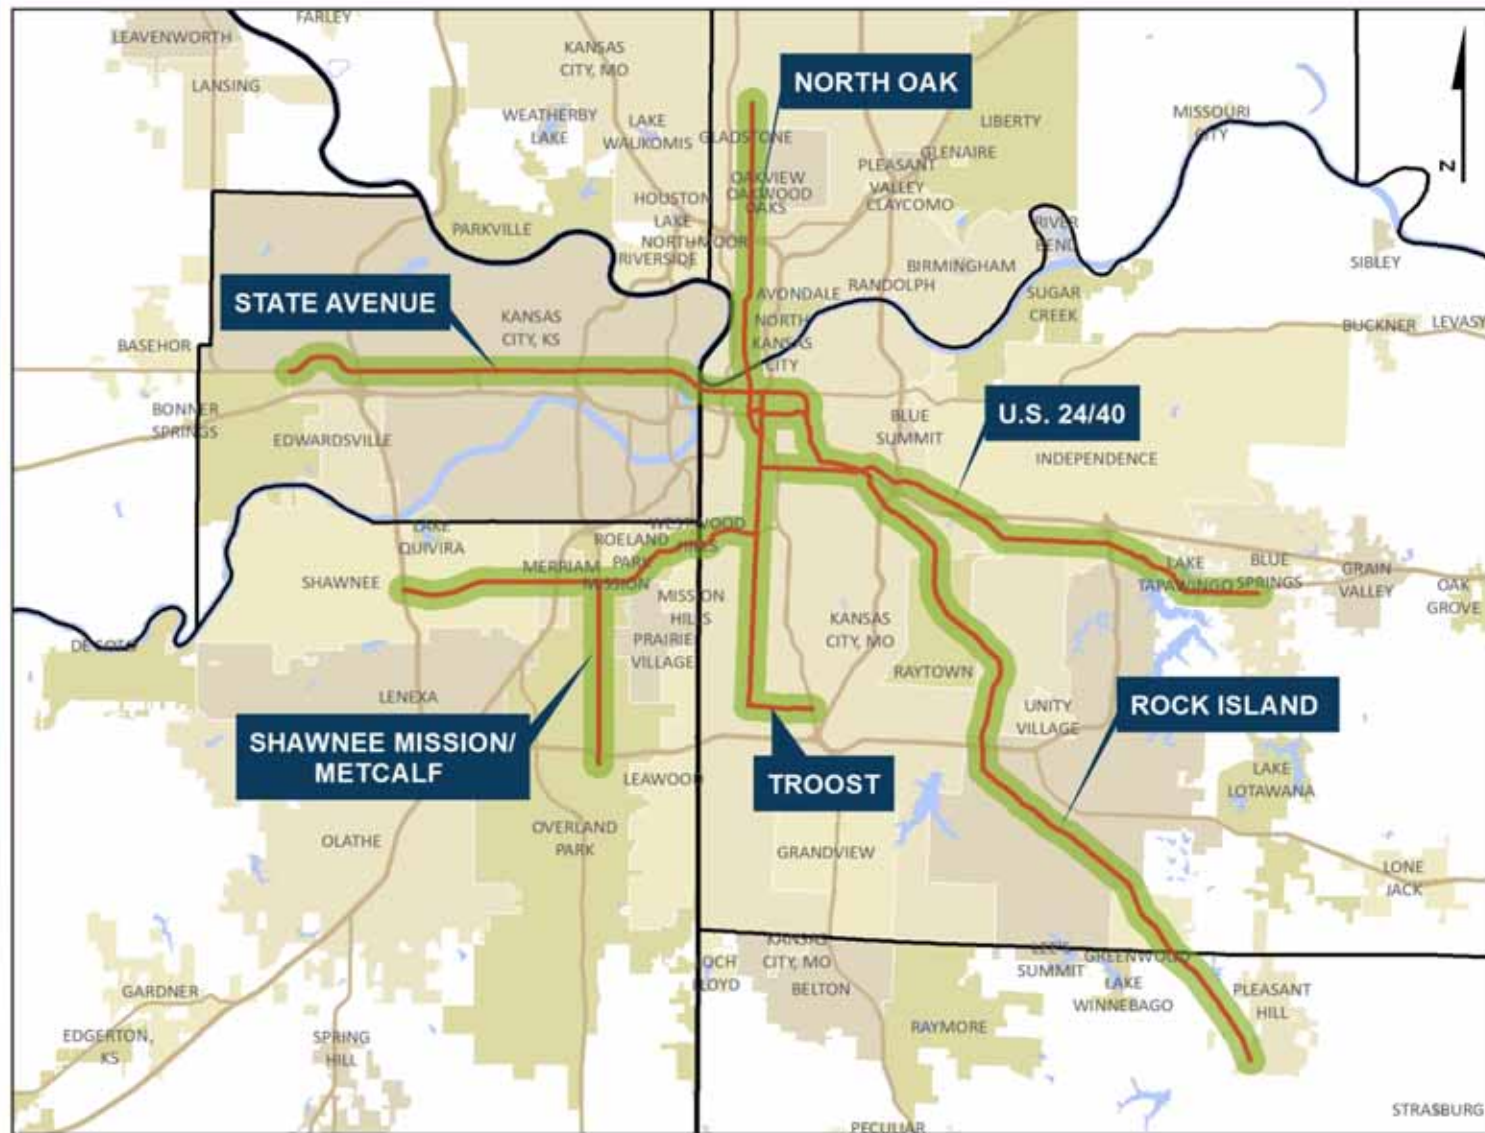 FARLEY
LEAVENWORTH
LANSING
KANSAS
CITY, MO
NORTH OAK
WEATHERBY
LAKE
LAKE
WAUKOMIS
GLADSTONE
LIBERTY
GLENAIRE
MISSOURI
CITY
N
PLEASANT
VALLEY
CLAYCOMO
OAKVIEW
OAKWOOD
OAKS
HOUSTON
LAKE
PARKVILLE
NORTHMOOR
RIVERSIDE
RIVER
BEND
BIRMINGHAM
SIBLEY
STATE AVENUE
KANSAS
CITY, KS
AVONDALE
RANDOLPH
SUGAR
CREEK
NORTH
KANSAS
CITY
BUCKNER
LEVASY
BASEHOR
BONNER
SPRINGS
EDWARDSVILLE
BLUE
SUMMIT
U.S. 24/40
INDEPENDENCE
LAKE
QUIVIRA
WESTWOOD
HILLS
ROELAND
PARK
SHAWNEE
MERRIAM
MISSION
MISSION
HILLS
PRAIRIE
VILLAGE
KANSAS
CITY, MO
LAKE
TAPAWINGO
BLUE
SPRINGS
GRAIN
VALLEY
OAK
GROVE
DE SOTO
LENEXA
RAYTOWN
UNITY
VILLAGE
ROCK ISLAND
SHAWNEE MISSION/
METCALF
LEAWOOD
TROOST
LAKE
LOTAWANA
OLATHE
OVERLAND
PARK
GRANDVIEW
LONE
JACK
KANSAS
CITY, MO
BELTON
OCH
LOYD
LEE'S
SUMMIT
GREENWOOD
LAKE
WINNEBAGO
PLEASANT
HILL
GARDNER
EDGERTON,
KS
SPRING
HILL
RAYMORE
STRASBURG
PECULIAR